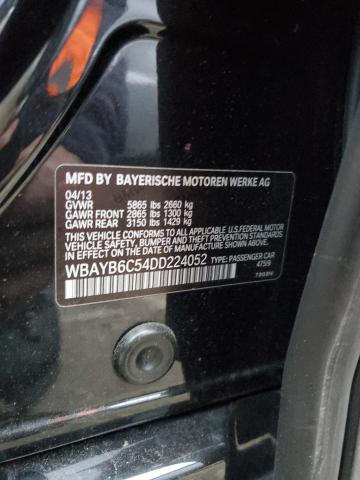 MFD BY BAYERISCHE MOTOREN WERKE AG
04/13
GVWR 5865 lbs 2660 kg
GAWR FRONT 2865 lbs 1300 kg
GAWR REAR 3150 lbs 1429 kg
THIS VEHICLE CONFORMS TO ALL APPLICABLE U.S.FEDERAL MOTOR
VEHICLE SAFETY, BUMPER, AND THEFT PREVENTION STANDARDS
IN EFFECT ON THE DATE OF MANUFACTURE SHOWN ABOVE.
WBAYB6C54DD224052 TYPE: PASSENGER CAR
475/9